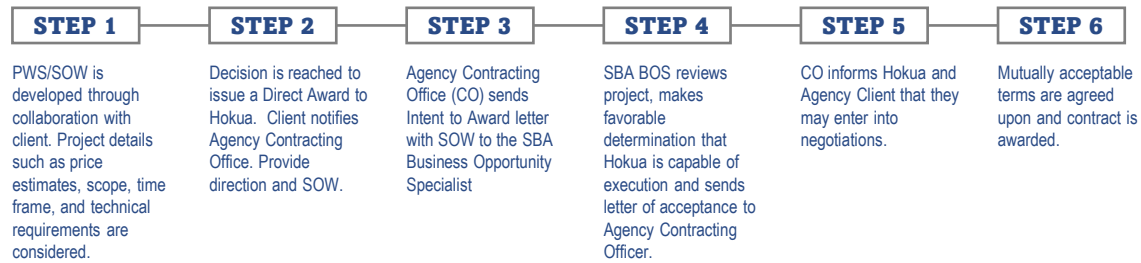 STEP 1
PWS/SOW is
developed through
collaboration with
client. Project details
such as price
estimates, scope, time
frame, and technical
requirements are
considered.
STEP 2
Decision is reached to
issue a Direct Award to
Hokua. Client notifies
Agency Contracting
Office. Provide
direction and SOW.
STEP 3
Agency Contracting
Office (CO) sends
Intent to Award letter
with SOW to the SBA
Business Opportunity
Specialist
STEP 4
SBA BOS reviews
project, makes
favorable
determination that
Hokua is capable of
execution and sends
letter of acceptance to
Agency Contracting
Officer.
STEP 5
CO informs Hokua and
Agency Client that they
may enter into
negotiations.
STEP 6
Mutually acceptable
terms are agreed
upon and contract is
awarded.